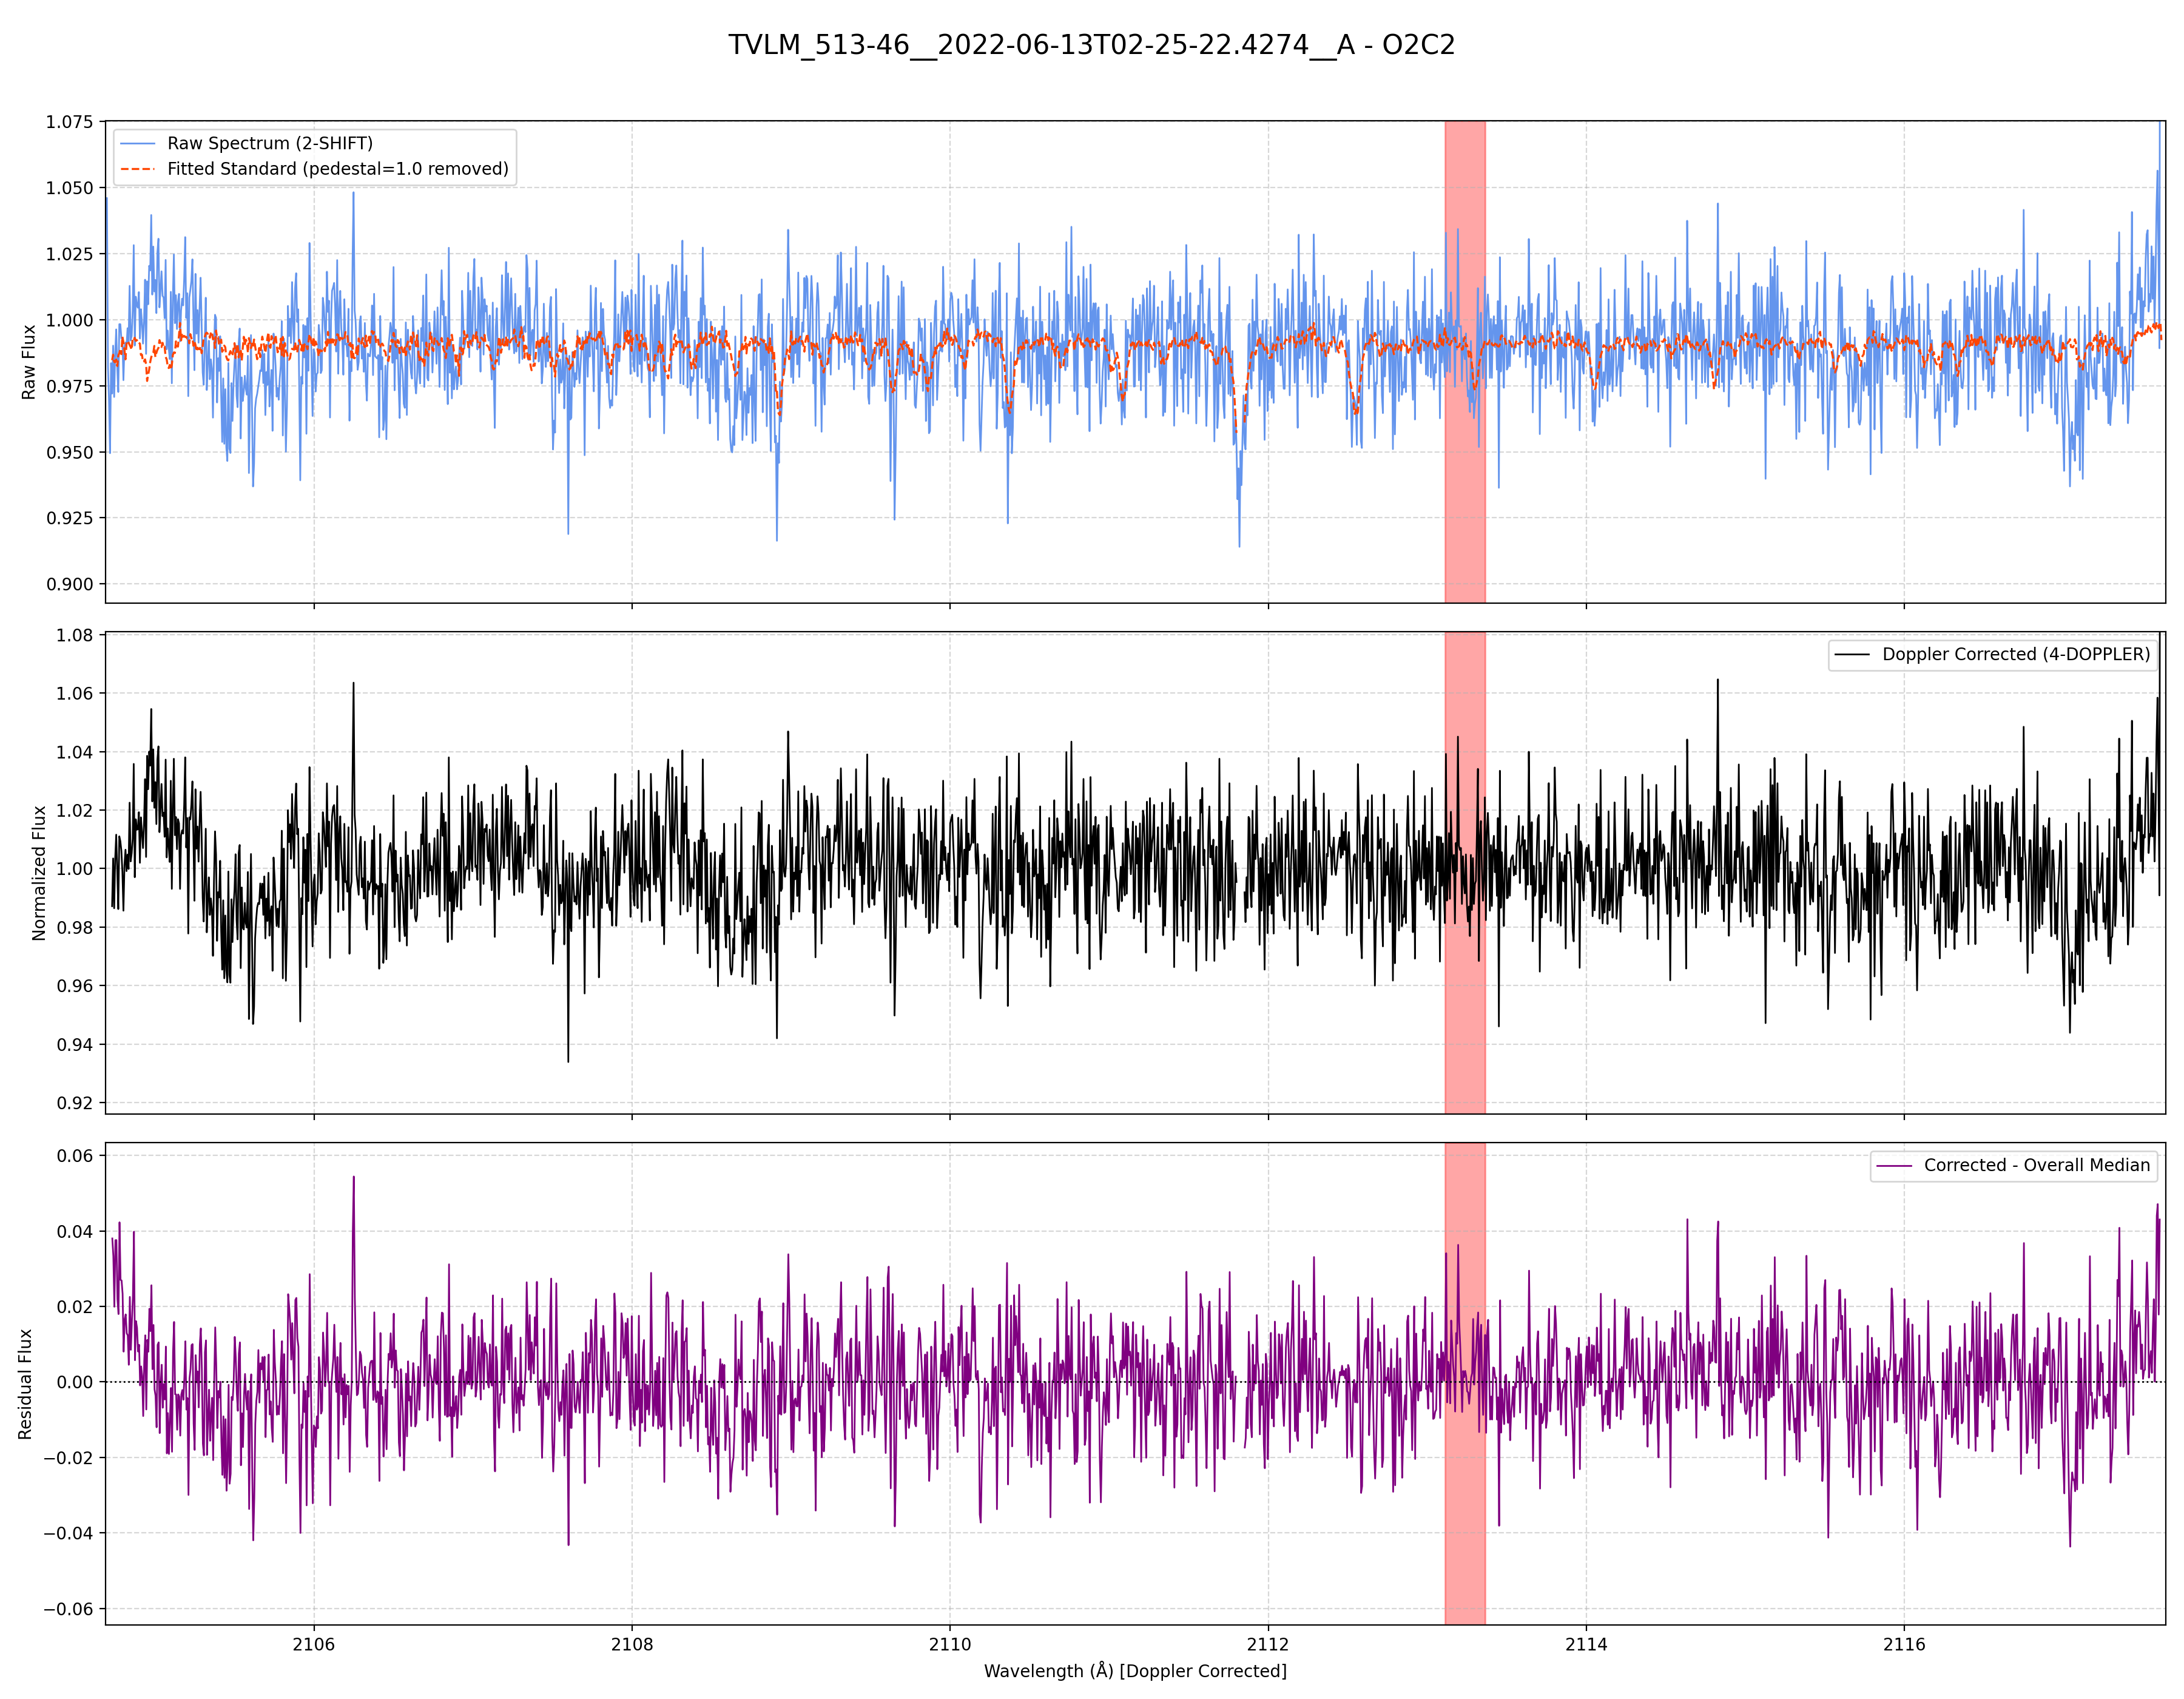 TVLM_513-46__2022-06-13T02-25-22.4274__A - O2C2
1.075
1.050
1.025
1.000
0.975
0.950
0.925
0.900
Raw Flux
Raw Spectrum (2-SHIFT)
Fitted Standard (pedestal=1.0 removed)
1.08
1.06
1.04
1.02
1.00
0.98
0.96
0.94
0.92
Normalized Flux
Doppler Corrected (4-DOPPLER)
0.06
0.04
0.02
0.00
−0.02
−0.04
−0.06
Residual Flux
Corrected - Overall Median
2106 2108 2110 2112 2114 2116
Wavelength (Å) [Doppler Corrected]